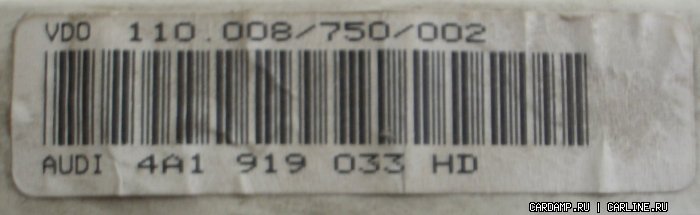 VDO 110.008/750/002
AUDI 4A1 919 033 HD
CARDAMP.RU | CARLINE.RU